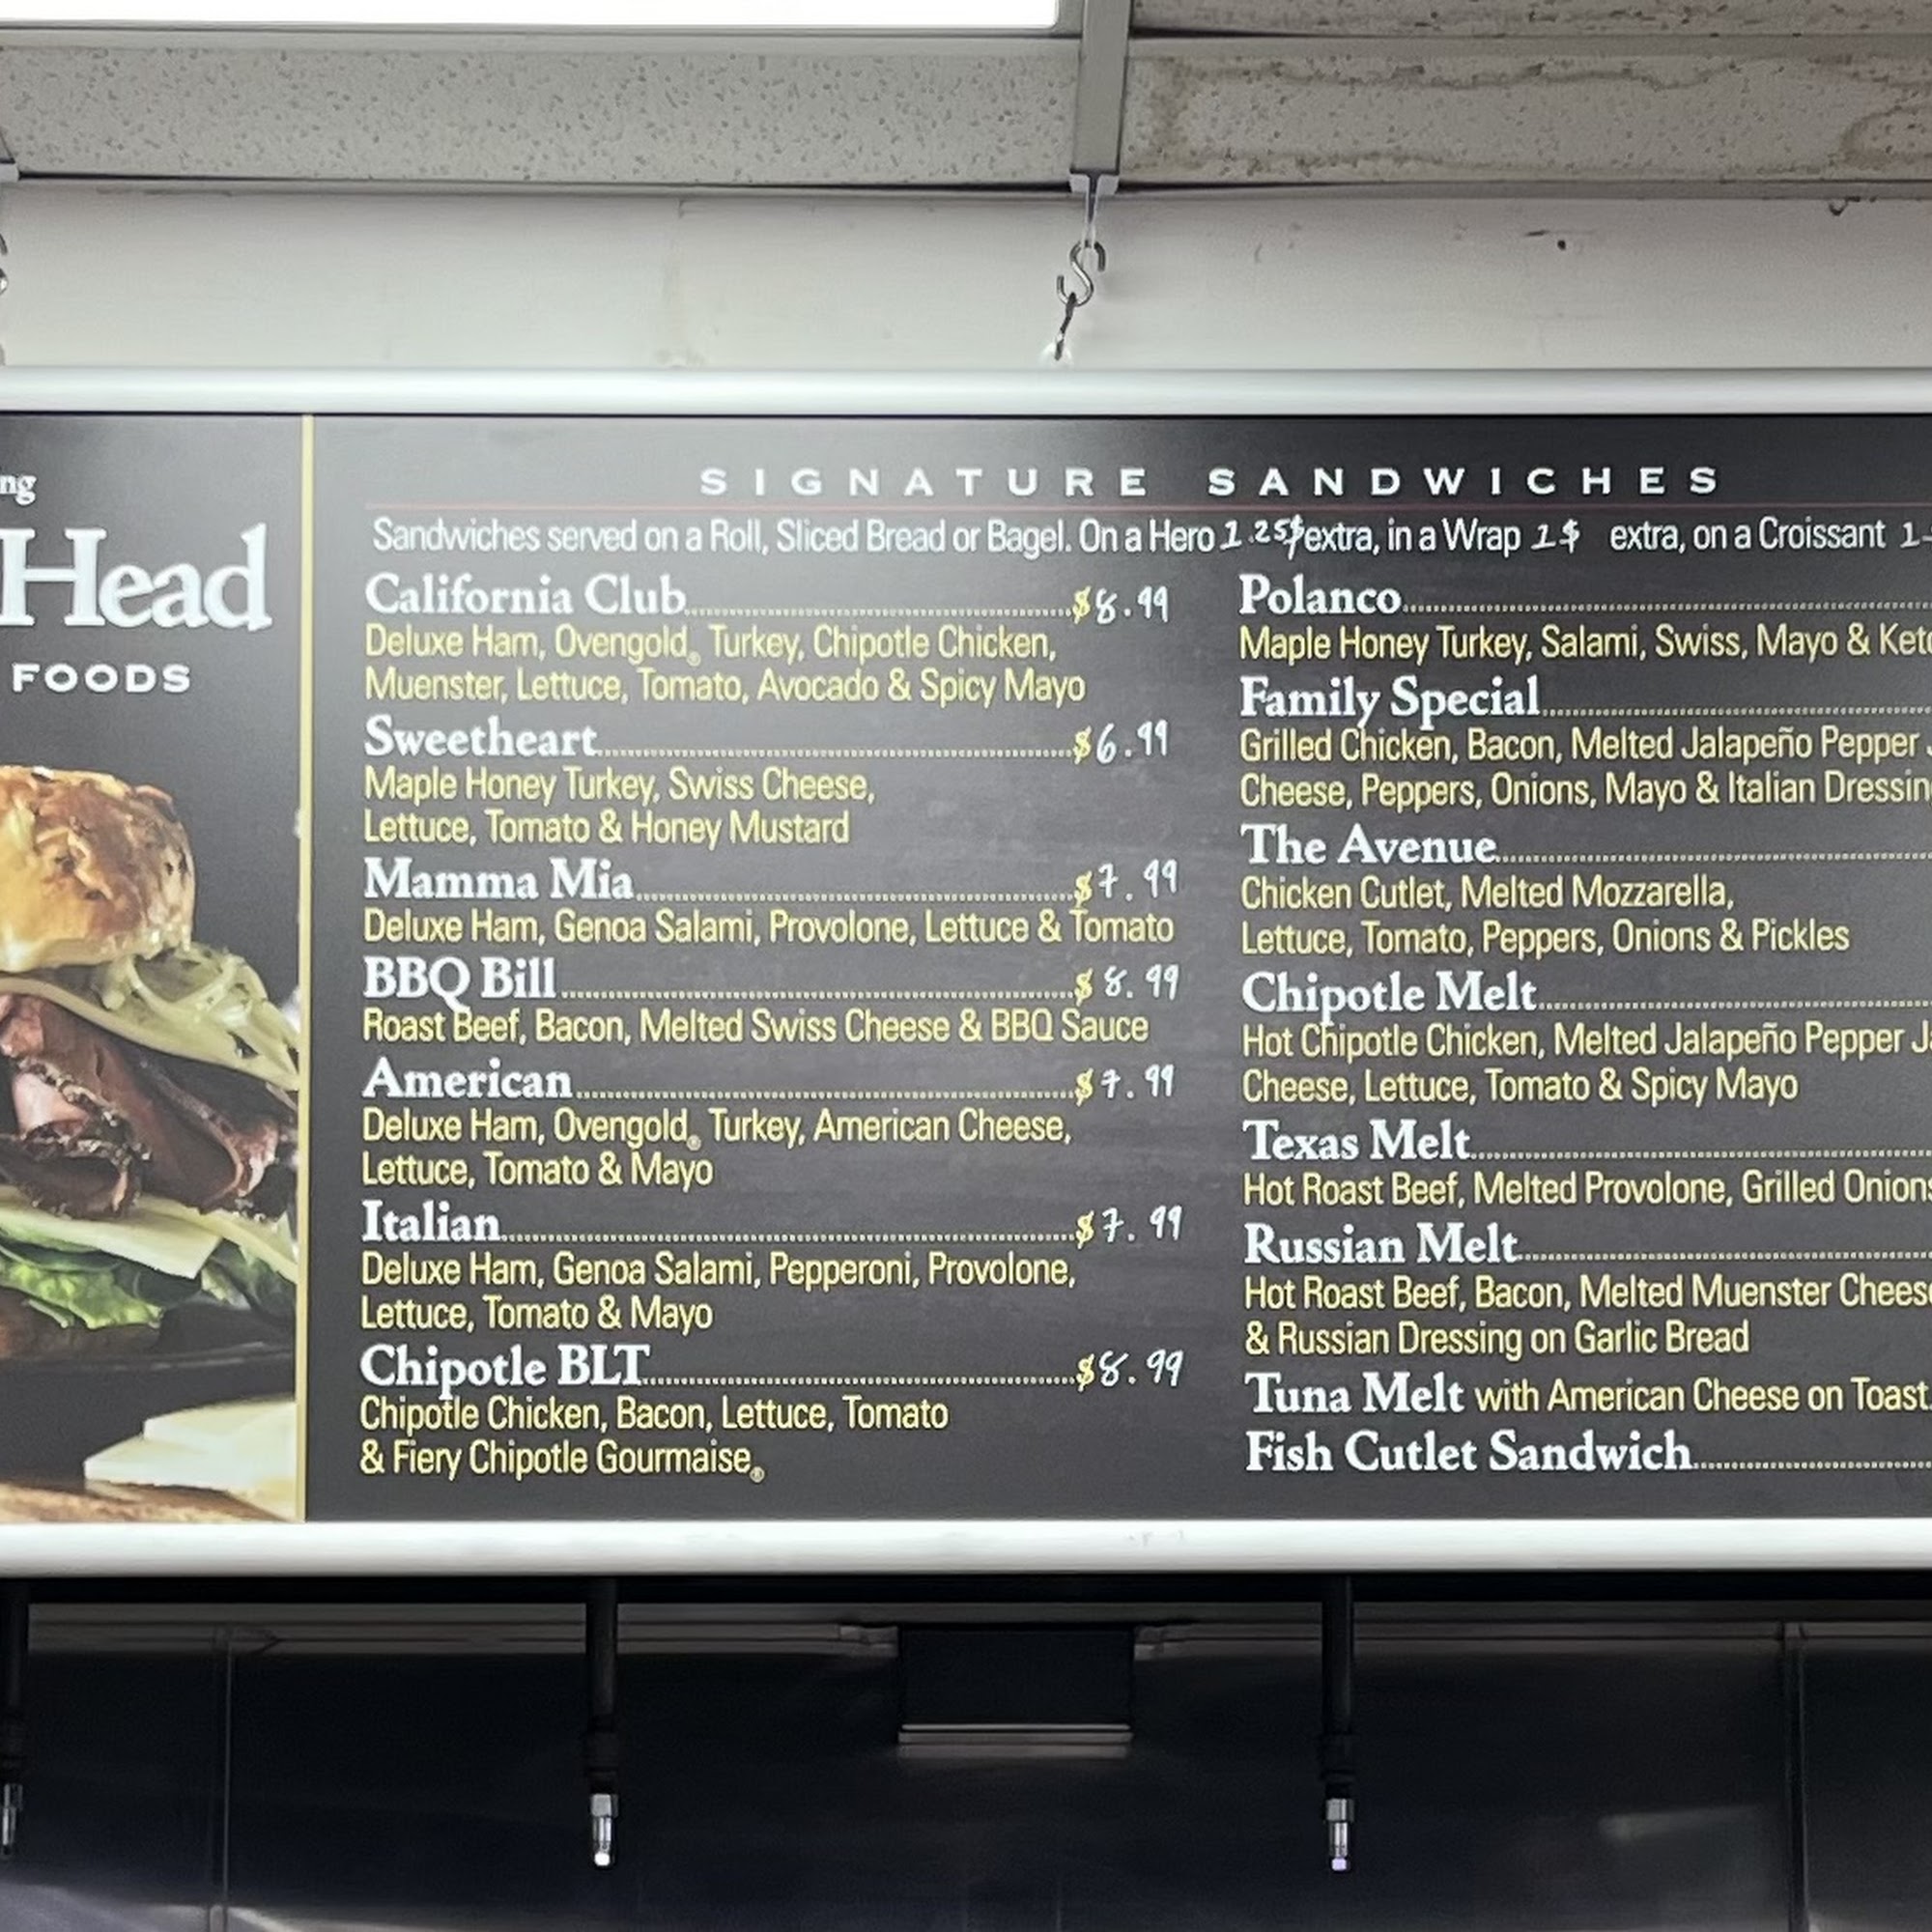 ng
Head
FOODS
SIGNATURE SANDWICHES
Sandwiches served on a Roll, Sliced Bread or Bagel. On a Hero 1.25$ extra, in a Wrap 1$ extra, on a Croissant
California Club $8.99
Deluxe Ham, Ovengold® Turkey, Chipotle Chicken,
Muenster, Lettuce, Tomato, Avocado & Spicy Mayo
Sweetheart $6.99
Maple Honey Turkey, Swiss Cheese,
Lettuce, Tomato & Honey Mustard
Mamma Mia $7.99
Deluxe Ham, Genoa Salami, Provolone, Lettuce & Tomato
BBQ Bill $8.99
Roast Beef, Bacon, Melted Swiss Cheese & BBQ Sauce
American $7.99
Deluxe Ham, Ovengold® Turkey, American Cheese,
Lettuce, Tomato & Mayo
Italian $7.99
Deluxe Ham, Genoa Salami, Pepperoni, Provolone,
Lettuce, Tomato & Mayo
Chipotle BLT $8.99
Chipotle Chicken, Bacon, Lettuce, Tomato
& Fiery Chipotle Gourmaise®
Polanco
Maple Honey Turkey, Salami, Swiss, Mayo & Ket
Family Special
Grilled Chicken, Bacon, Melted Jalapeño Pepper
Cheese, Peppers, Onions, Mayo & Italian Dressin
The Avenue
Chicken Cutlet, Melted Mozzarella,
Lettuce, Tomato, Peppers, Onions & Pickles
Chipotle Melt
Hot Chipotle Chicken, Melted Jalapeño Pepper J
Cheese, Lettuce, Tomato & Spicy Mayo
Texas Melt
Hot Roast Beef, Melted Provolone, Grilled Onions
Russian Melt
Hot Roast Beef, Bacon, Melted Muenster Cheese
& Russian Dressing on Garlic Bread
Tuna Melt with American Cheese on Toast
Fish Cutlet Sandwich